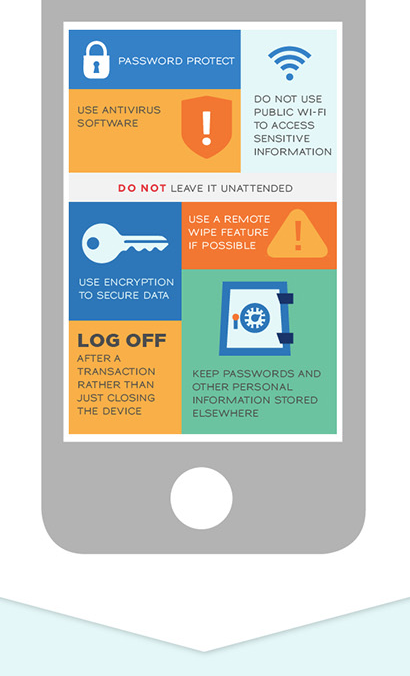 PASSWORD PROTECT
USE ANTIVIRUS
SOFTWARE
DO NOT USE
PUBLIC WI-FI
TO ACCESS
SENSITIVE
INFORMATION
DO NOT LEAVE IT UNATTENDED
USE ENCRYPTION
TO SECURE DATA
USE A REMOTE
WIPE FEATURE
IF POSSIBLE
LOG OFF
AFTER A
TRANSACTION
RATHER THAN
JUST CLOSING
THE DEVICE
KEEP PASSWORDS AND
OTHER PERSONAL
INFORMATION STORED
ELSEWHERE